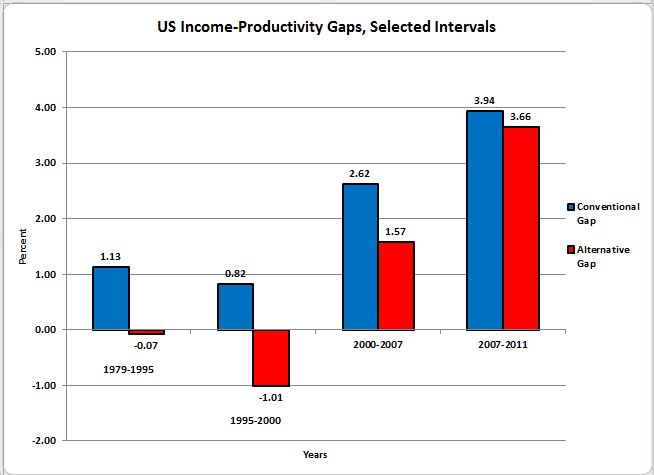 US Income-Productivity Gaps, Selected Intervals
5.00
4.00
3.00
2.00
1.00
0.00
-1.00
-2.00
Percent
1.13
-0.07
0.82
-1.01
2.62
1.57
3.94
3.66
1979-1995
1995-2000
2000-2007
2007-2011
Years
Conventional
Gap
Alternative
Gap